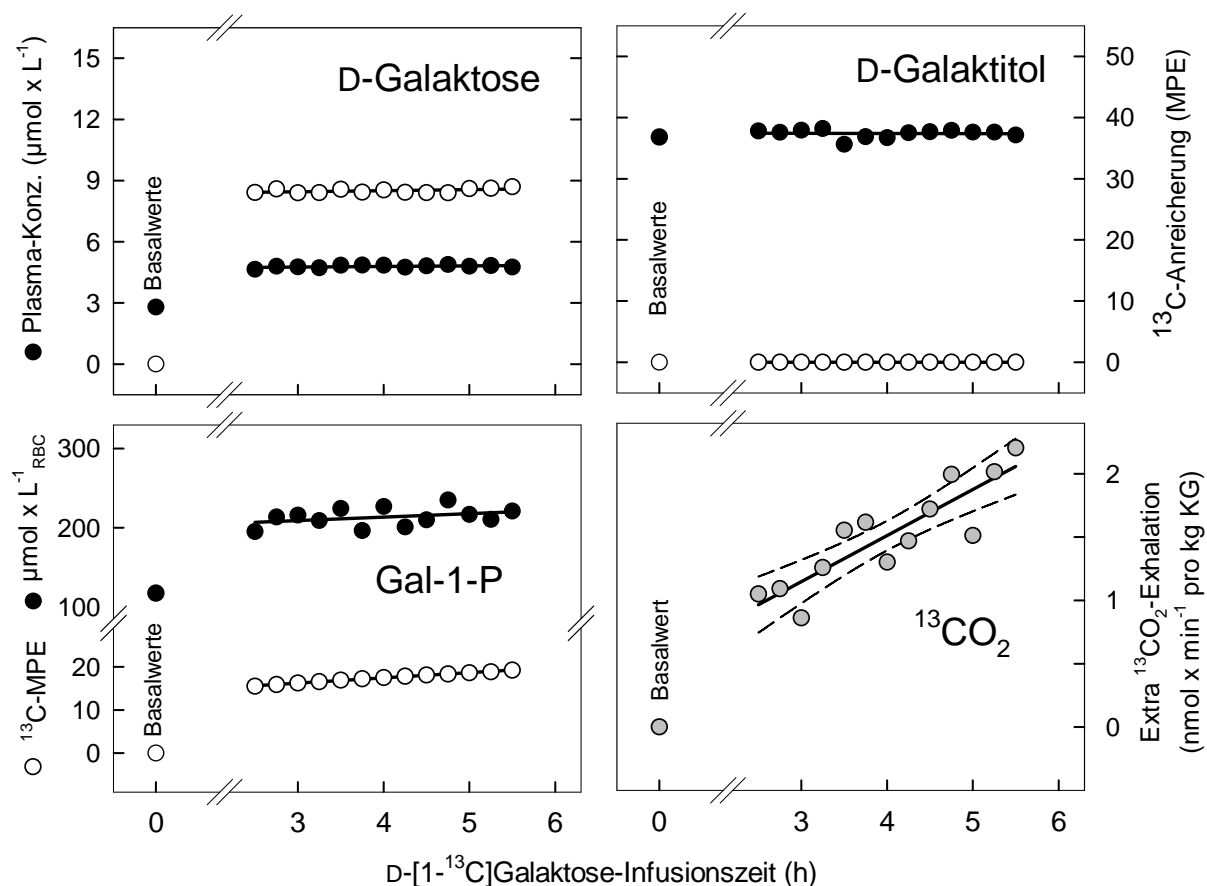 D-Galaktose
D-Galaktitol
● Plasma-Konz. (µmol x L⁻¹)
15
12
9
6
3
0
Basalwerte
Basalwerte
50
40
30
20
10
0
¹³C-Anreicherung (MPE)
○ ¹³C-MPE ● µmol x L⁻¹ RBC
300
200
100
20
10
0
Basalwerte
Gal-1-P
Basalwert
¹³CO₂
2
1
0
Extra ¹³CO₂-Exhalation
(nmol x min⁻¹ pro kg KG)
0 3 4 5 6
0 3 4 5 6
D-[1-¹³C]Galaktose-Infusionszeit (h)